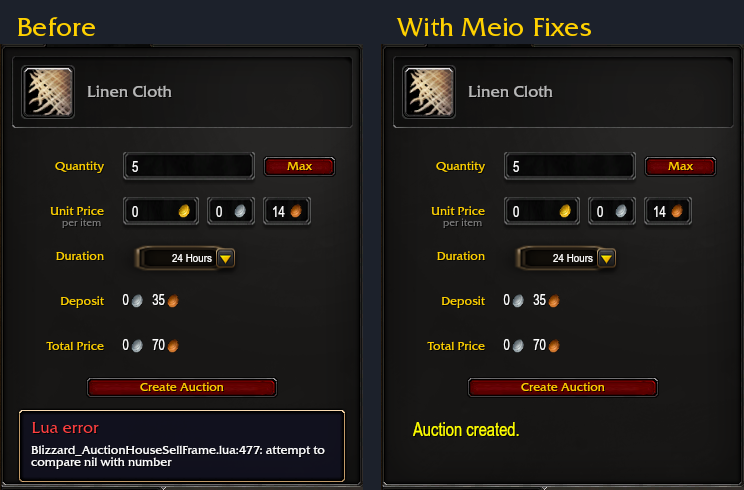 Before
Linen Cloth
Quantity 5 Max
Unit Price 0 0 14
per item
Duration 24 Hours
Deposit 0 35
Total Price 0 70
Create Auction
Lua error
Blizzard_AuctionHouseSellFrame.lua:477: attempt to
compare nil with number
With Meio Fixes
Linen Cloth
Quantity 5 Max
Unit Price 0 0 14
per item
Duration 24 Hours
Deposit 0 35
Total Price 0 70
Create Auction
Auction created.